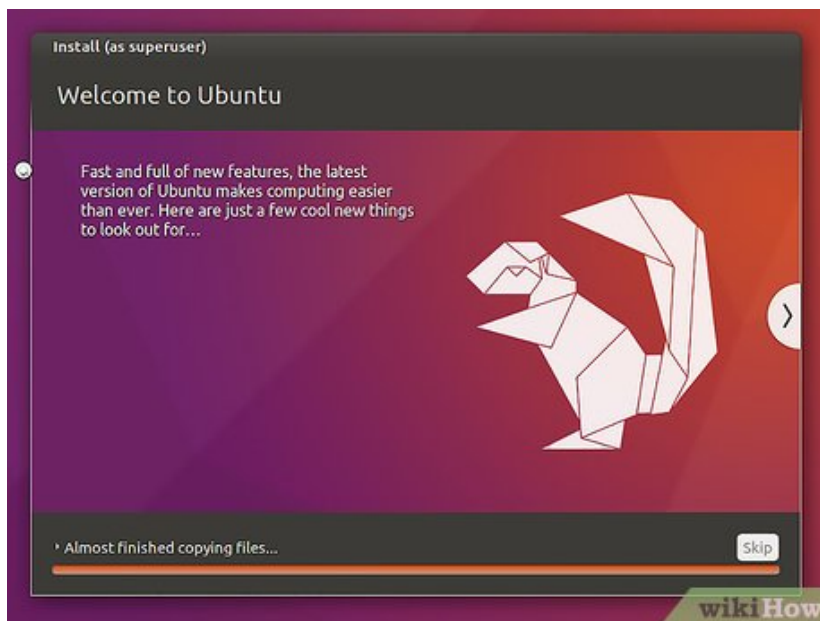 Install (as superuser)
Welcome to Ubuntu
Fast and full of new features, the latest
version of Ubuntu makes computing easier
than ever. Here are just a few cool new things
to look out for...
Almost finished copying files...
Skip
wikiHow